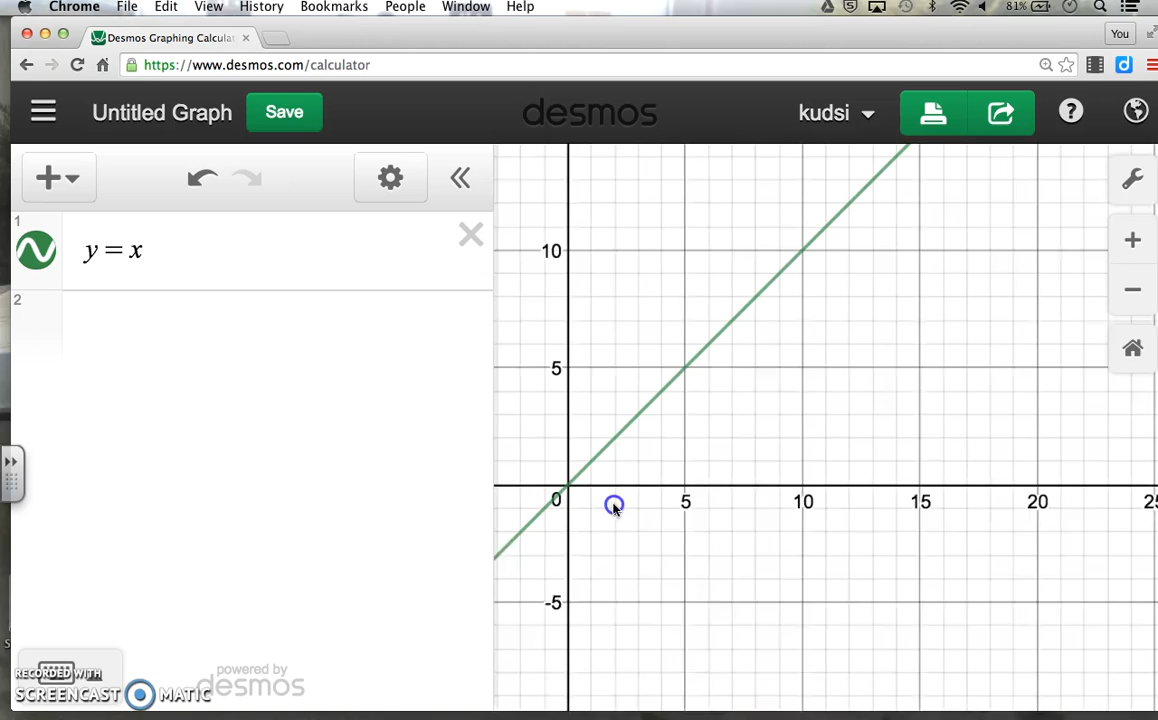 Chrome File Edit View History Bookmarks People Window Help 81%
Desmos Graphing Calcula
You
https://www.desmos.com/calculator
Untitled Graph Save desmos kudsi ?
1
y = x
2
10
5
0 5 10 15 20 25
-5
RECORDED WITH
SCREENCAST MATIC
powered by
desmos